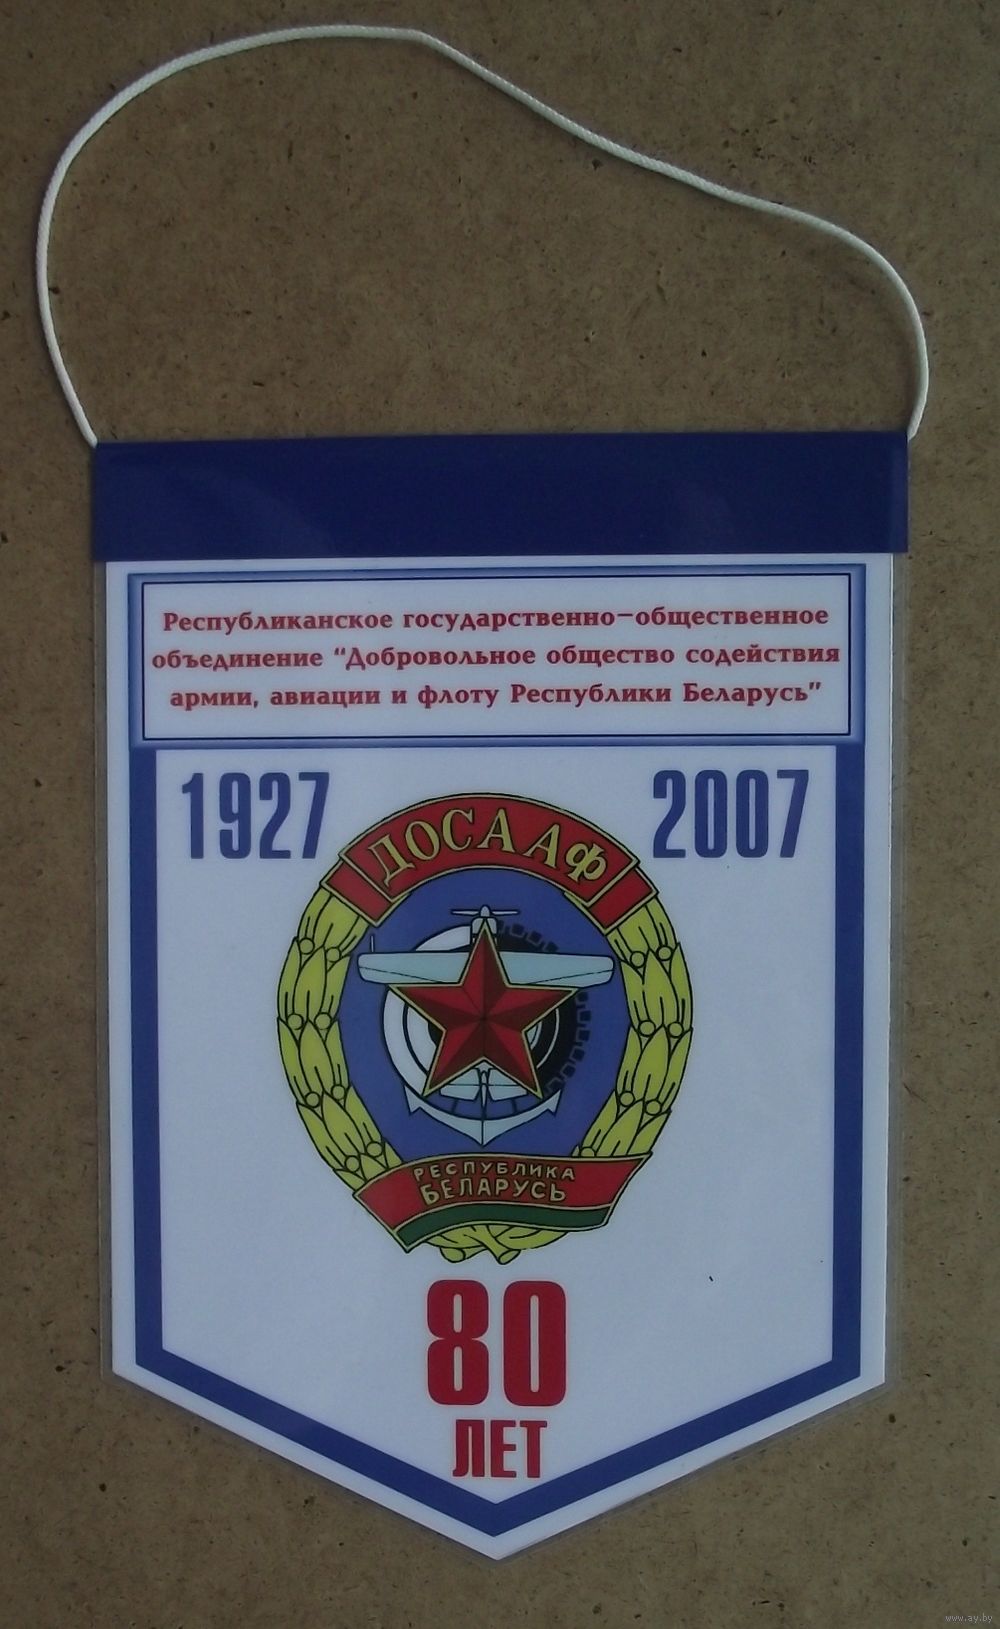 Республиканское государственно-общественное
объединение "Добровольное общество содействия
армии, авиации и флоту Республики Беларусь"
1927 2007
ДОСААФ
РЕСПУБЛИКА
БЕЛАРУСЬ
80
ЛЕТ
www.ay.by